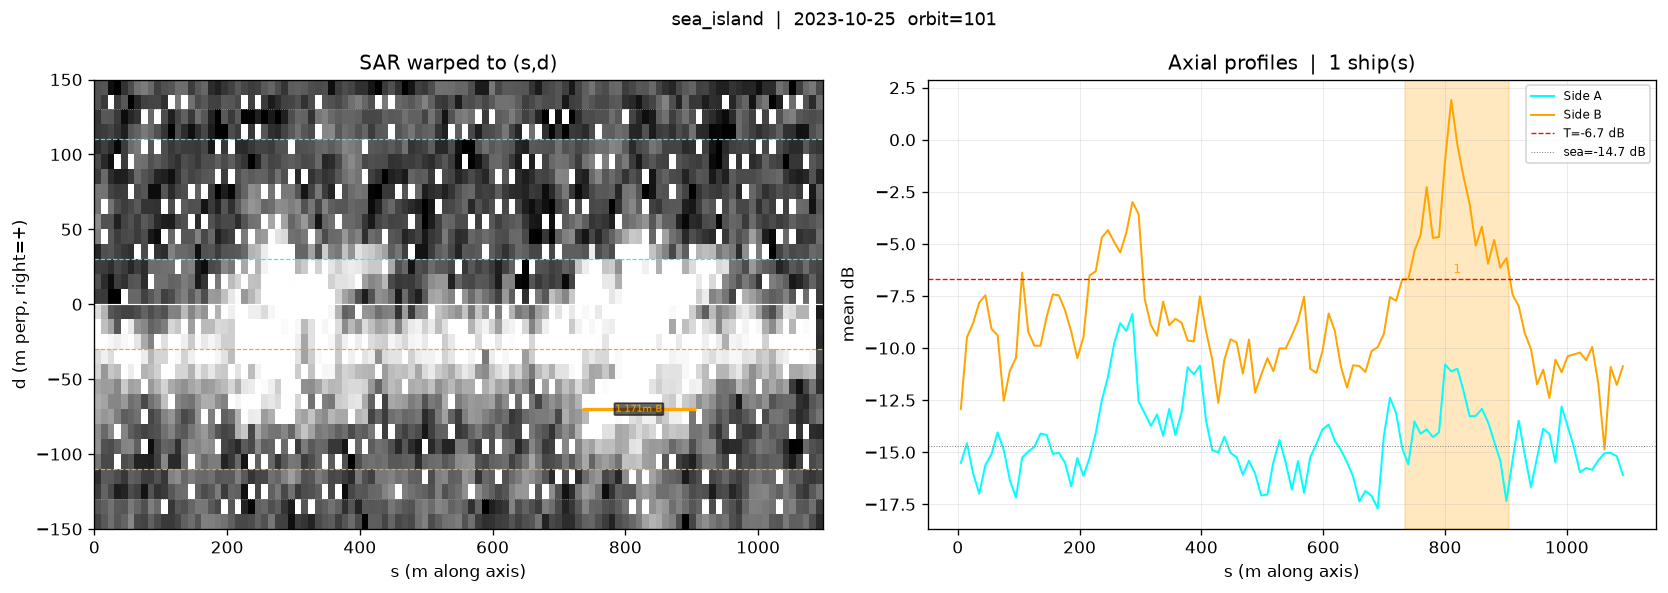 sea_island  |  2023-10-25  orbit=101
SAR warped to (s,d)
150
100
50
0
−50
−100
−150
d (m perp, right=+)
1 171m B
0
200
400
600
800
1000
s (m along axis)
Axial profiles  |  1 ship(s)
2.5
0.0
−2.5
−5.0
−7.5
−10.0
−12.5
−15.0
−17.5
mean dB
Side A
Side B
T=-6.7 dB
sea=-14.7 dB
1
0
200
400
600
800
1000
s (m along axis)